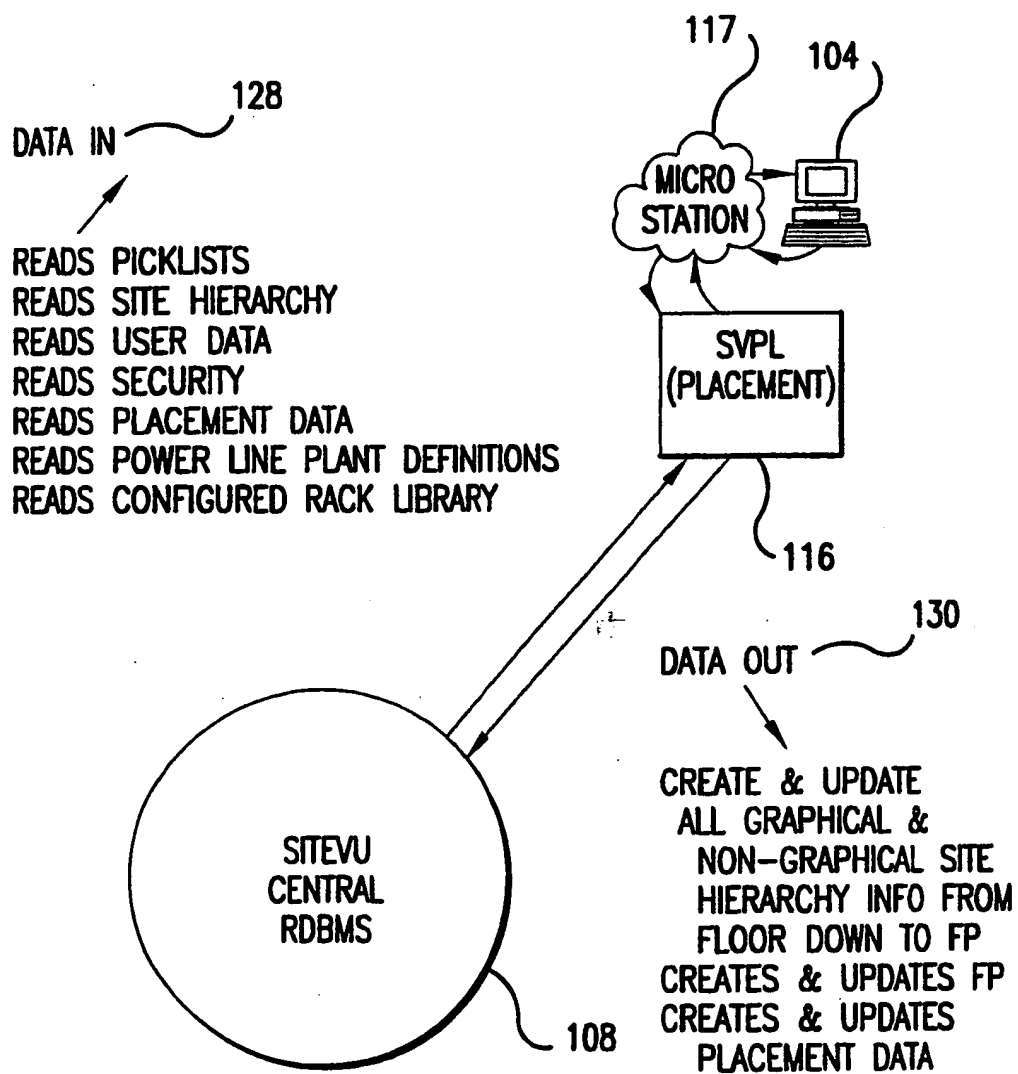 117
104
128
DATA IN
MICRO
STATION
READS PICKLISTS
READS SITE HIERARCHY
READS USER DATA
READS SECURITY
READS PLACEMENT DATA
READS POWER LINE PLANT DEFINITIONS
READS CONFIGURED RACK LIBRARY
SVPL
(PLACEMENT)
116
130
DATA OUT
CREATE & UPDATE
ALL GRAPHICAL &
NON-GRAPHICAL SITE
HIERARCHY INFO FROM
FLOOR DOWN TO FP
CREATES & UPDATES FP
CREATES & UPDATES
PLACEMENT DATA
SITEVU
CENTRAL
RDBMS
108